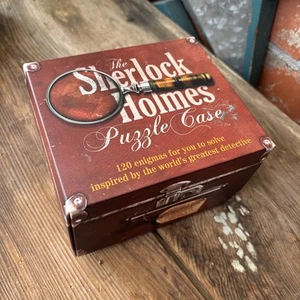 The
Sherlock
Holmes
Puzzle Case
120 enigmas for you to solve
inspired by the world's greatest detective